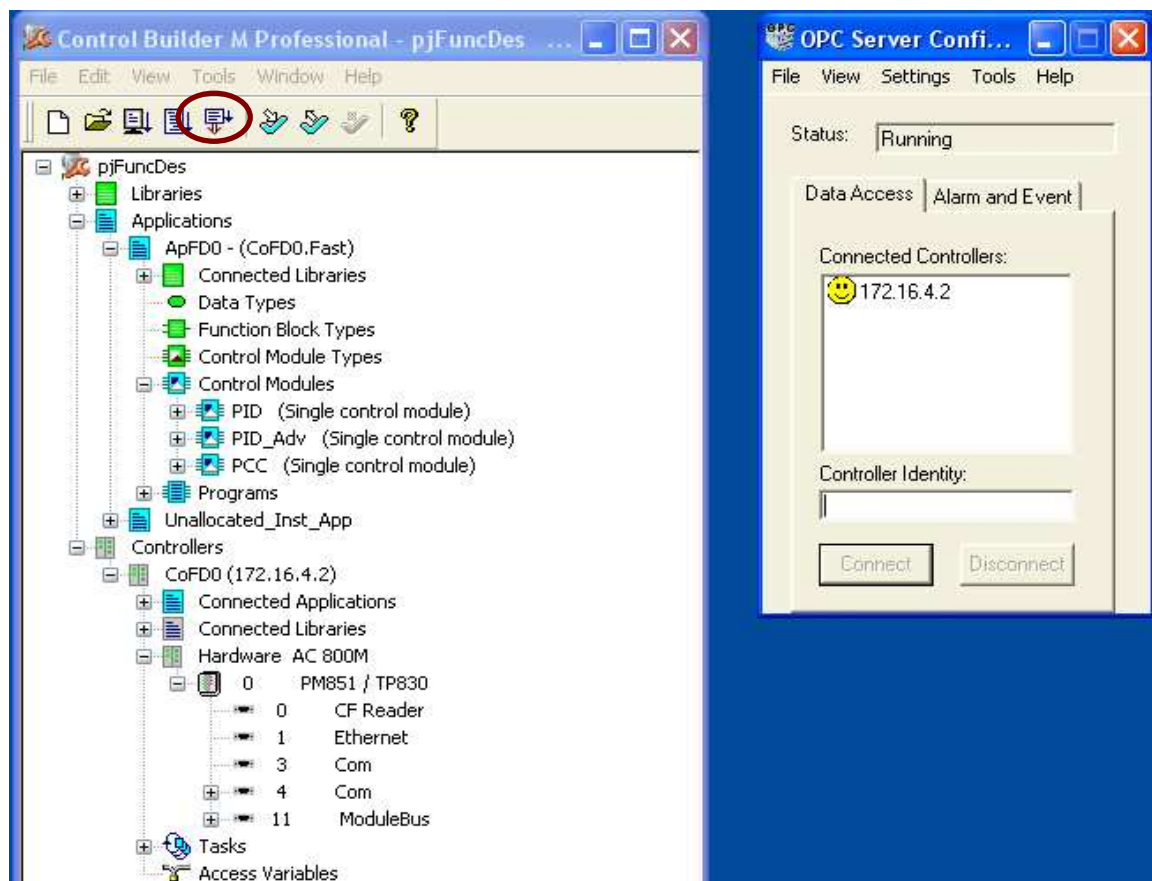 Control Builder M Professional - pjFuncDes ...
File Edit View Tools Window Help
pjFuncDes
Libraries
Applications
ApFD0 - (CoFD0.Fast)
Connected Libraries
Data Types
Function Block Types
Control Module Types
Control Modules
PID (Single control module)
PID_Adv (Single control module)
PCC (Single control module)
Programs
Unallocated_Inst_App
Controllers
CoFD0 (172.16.4.2)
Connected Applications
Connected Libraries
Hardware AC 800M
0 PM851 / TP830
0 CF Reader
1 Ethernet
3 Com
4 Com
11 ModuleBus
Tasks
Access Variables
OPC Server Confi...
File View Settings Tools Help
Status: Running
Data Access Alarm and Event
Connected Controllers:
172.16.4.2
Controller Identity:
Connect Disconnect